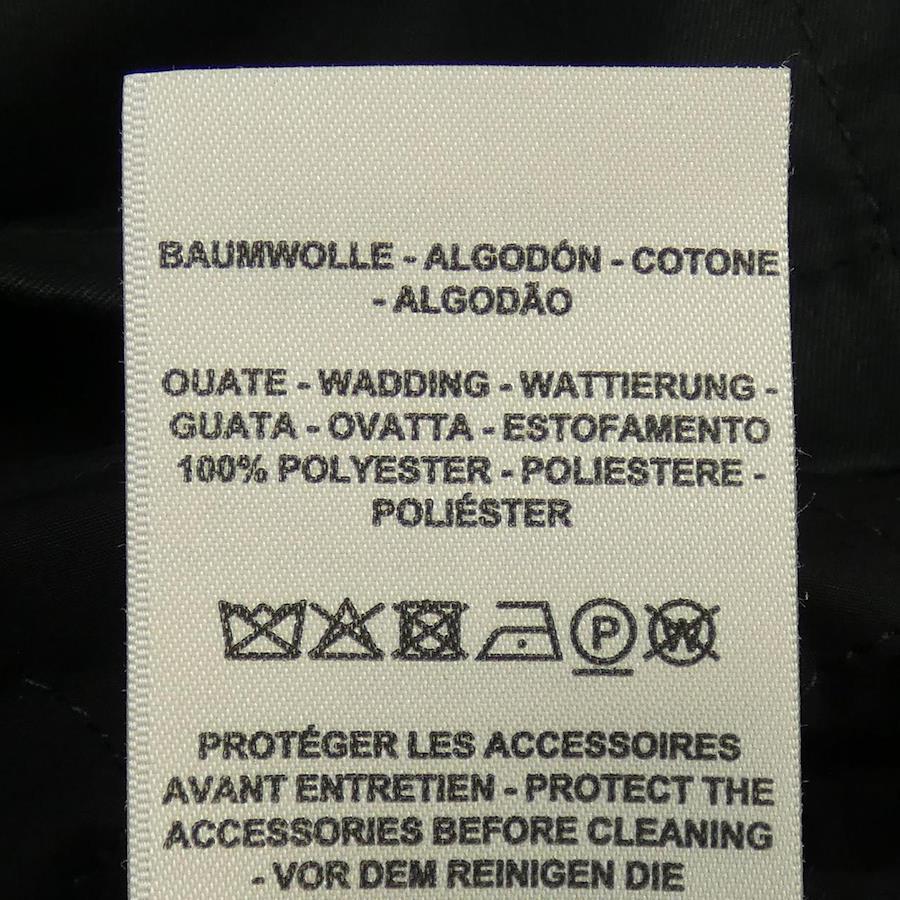 BAUMWOLLE - ALGODÓN - COTONE
- ALGODÃO
OUATE - WADDING - WATTIERUNG -
GUATA - OVATTA - ESTOFAMENTO
100% POLYESTER - POLIESTERE -
POLIÉSTER
P W
PROTÉGER LES ACCESSOIRES
AVANT ENTRETIEN - PROTECT THE
ACCESSORIES BEFORE CLEANING
- VOR DEM REINIGEN DIE